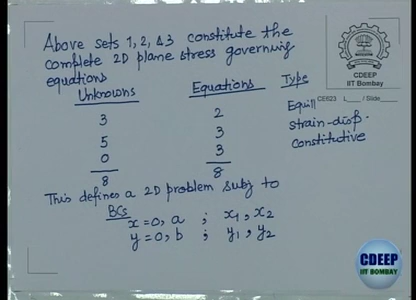 Above sets 1, 2, & 3 constitute the
complete 2D plane stress governing
equations
Unknowns Equations Type
3 2 Equil
5 3 strain-disp.
0 3 constitutive
8 8
This defines a 2D problem subj to
BCs
x=0, a ; x1, x2
y=0, b ; y1, y2
CDEEP
IIT Bombay
CE623 L____/ Slide____
CDEEP
IIT BOMBAY